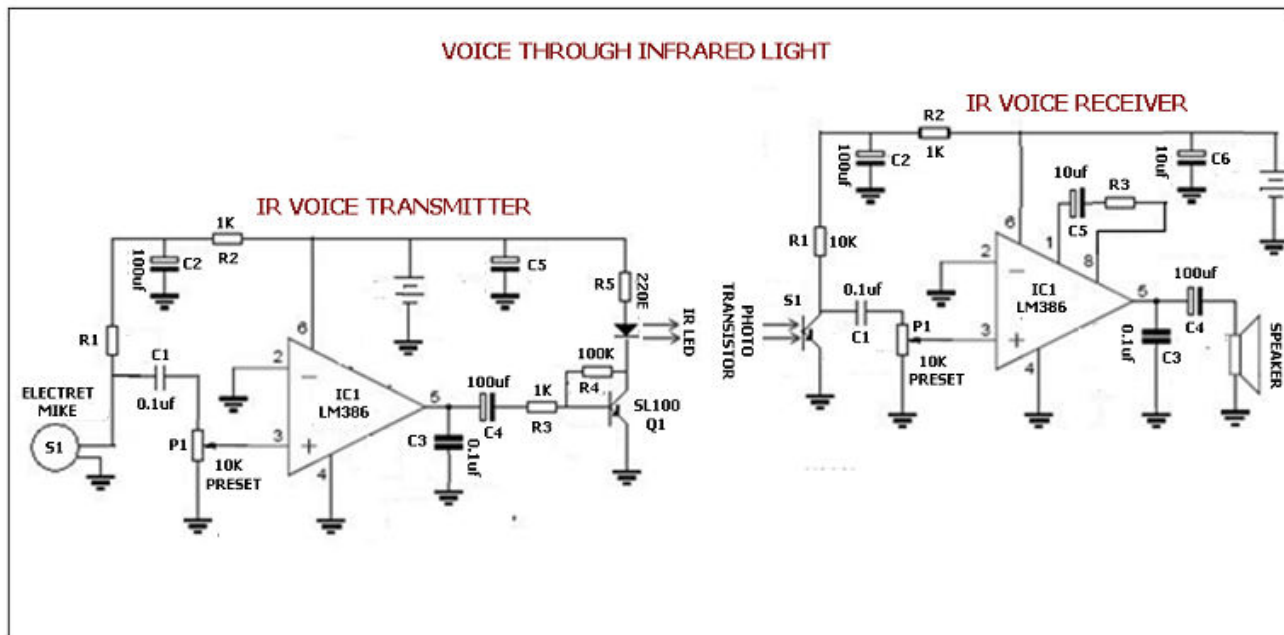 VOICE THROUGH INFRARED LIGHT
IR VOICE TRANSMITTER
1K
R2
100uf
C2
C5
R5
220E
IR LED
R1
C1
0.1uf
ELECTRET
MIKE
S1
P1
10K
PRESET
6
2
3
4
5
IC1
LM386
100uf
C4
C3
0.1uf
1K
R3
100K
R4
SL100
Q1
IR VOICE RECEIVER
R2
1K
100uf
C2
10uf
C6
10uf
C5
R3
R1
10K
PHOTO
TRANSISTOR
S1
0.1uf
C1
P1
10K
PRESET
6
1
8
2
3
4
5
IC1
LM386
100uf
C4
0.1uf
C3
SPEAKER